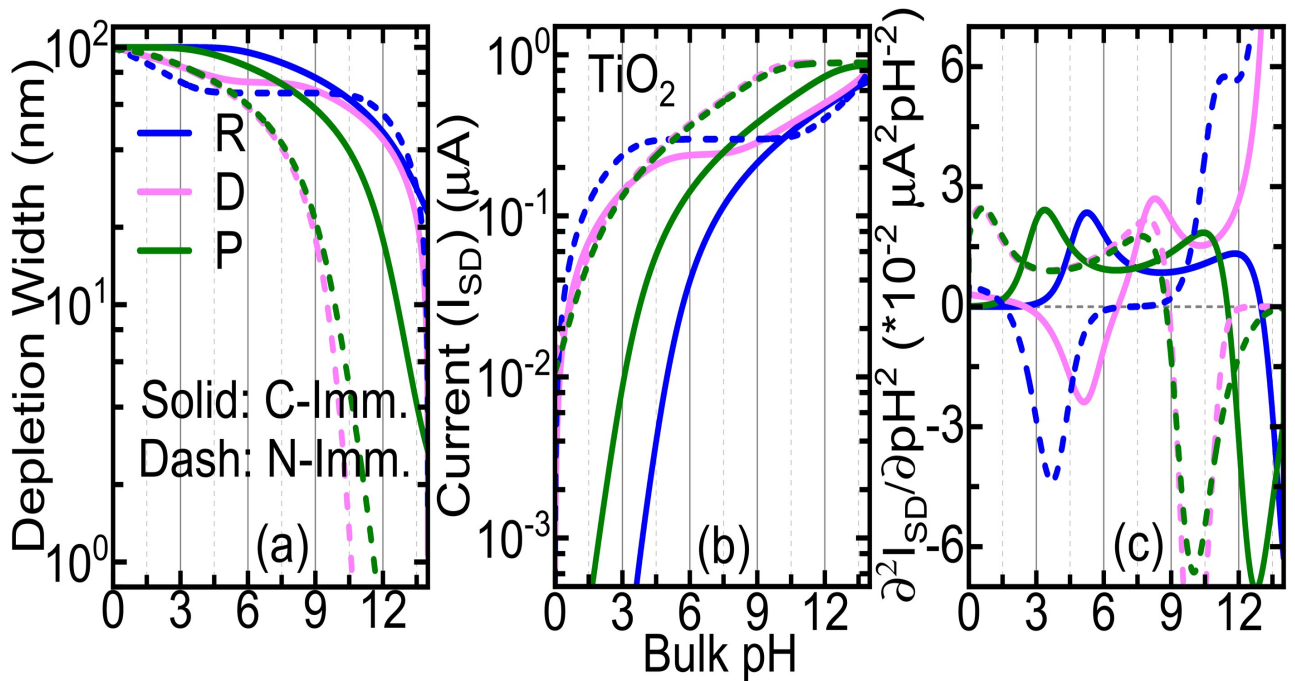 Depletion Width (nm)
10²
10¹
10⁰
R
D
P
Solid: C-Imm.
Dash: N-Imm.
(a)
0 3 6 9 12
Current (I_SD) (µA)
10⁰
10⁻¹
10⁻²
10⁻³
TiO₂
(b)
0 3 6 9 12
Bulk pH
∂²I_SD/∂pH² (*10⁻² µA²pH⁻²)
6
3
0
-3
-6
(c)
0 3 6 9 12